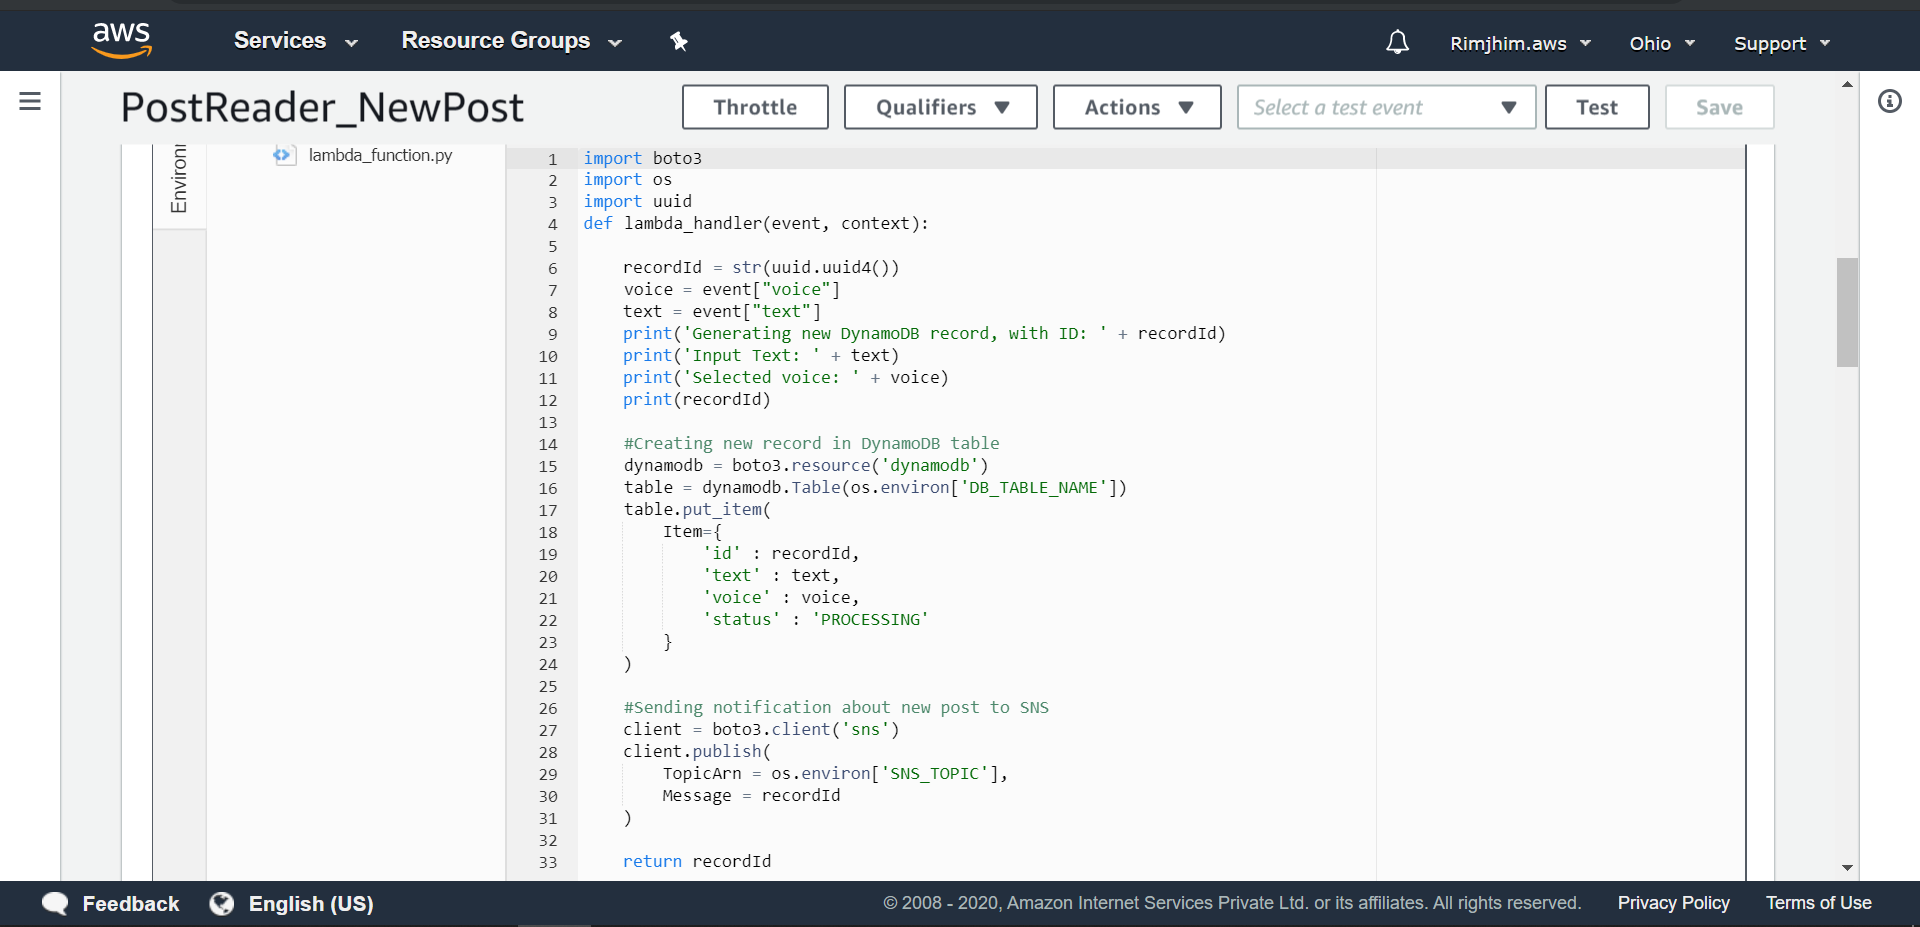 aws Services Resource Groups Rimjhim.aws Ohio Support
PostReader_NewPost Throttle Qualifiers Actions Select a test event Test Save
Environ
lambda_function.py
1 import boto3
2 import os
3 import uuid
4 def lambda_handler(event, context):
5
6 recordId = str(uuid.uuid4())
7 voice = event["voice"]
8 text = event["text"]
9 print('Generating new DynamoDB record, with ID: ' + recordId)
10 print('Input Text: ' + text)
11 print('Selected voice: ' + voice)
12 print(recordId)
13
14 #Creating new record in DynamoDB table
15 dynamodb = boto3.resource('dynamodb')
16 table = dynamodb.Table(os.environ['DB_TABLE_NAME'])
17 table.put_item(
18 Item={
19 'id' : recordId,
20 'text' : text,
21 'voice' : voice,
22 'status' : 'PROCESSING'
23 }
24 )
25
26 #Sending notification about new post to SNS
27 client = boto3.client('sns')
28 client.publish(
29 TopicArn = os.environ['SNS_TOPIC'],
30 Message = recordId
31 )
32
33 return recordId
Feedback English (US) © 2008 - 2020, Amazon Internet Services Private Ltd. or its affiliates. All rights reserved. Privacy Policy Terms of Use